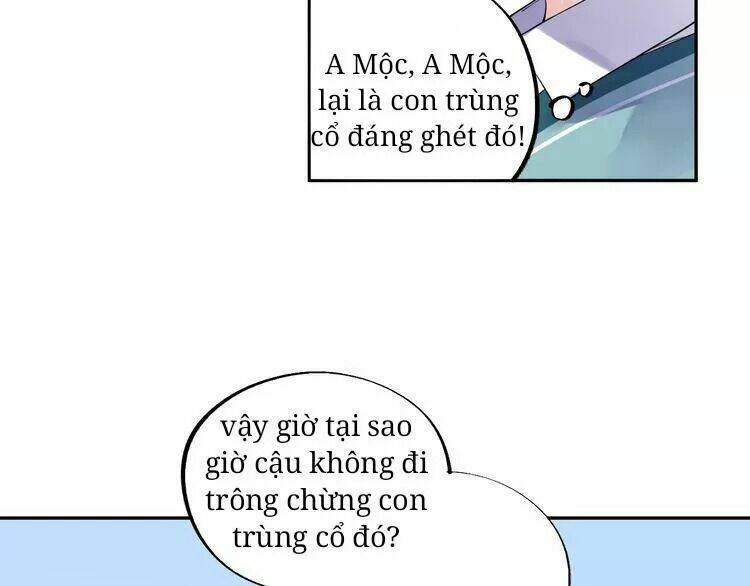 A Mộc, A Mộc,
lại là con trùng
cổ đáng ghét đó!
vậy giờ tại sao
giờ cậu không đi
trông chừng con
trùng cổ đó?